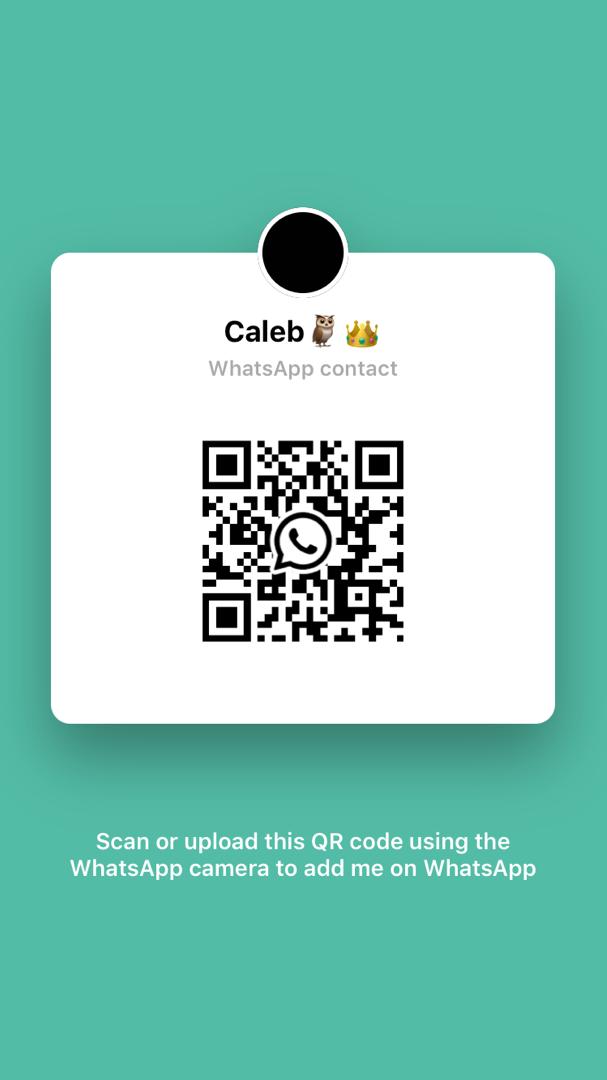 Caleb🦉👑
WhatsApp contact
Scan or upload this QR code using the
WhatsApp camera to add me on WhatsApp